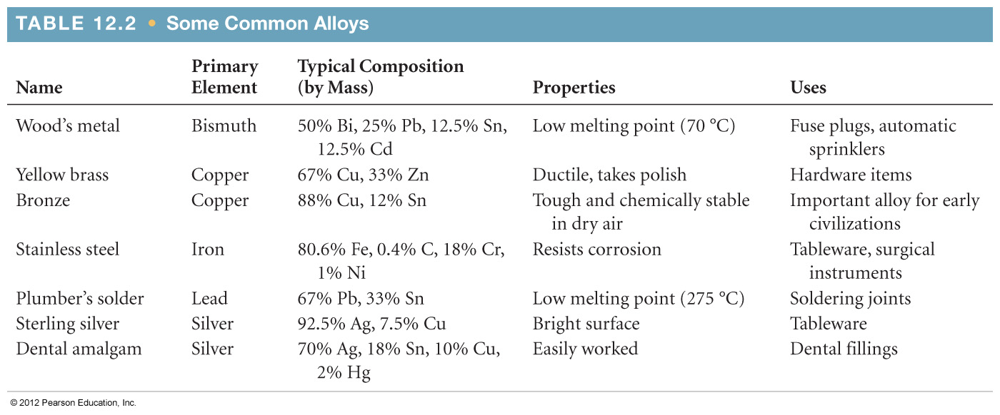 TABLE 12.2 • Some Common Alloys
Name Primary Element Typical Composition (by Mass) Properties Uses
Wood’s metal Bismuth 50% Bi, 25% Pb, 12.5% Sn, 12.5% Cd Low melting point (70 °C) Fuse plugs, automatic sprinklers
Yellow brass Copper 67% Cu, 33% Zn Ductile, takes polish Hardware items
Bronze Copper 88% Cu, 12% Sn Tough and chemically stable in dry air Important alloy for early civilizations
Stainless steel Iron 80.6% Fe, 0.4% C, 18% Cr, 1% Ni Resists corrosion Tableware, surgical instruments
Plumber’s solder Lead 67% Pb, 33% Sn Low melting point (275 °C) Soldering joints
Sterling silver Silver 92.5% Ag, 7.5% Cu Bright surface Tableware
Dental amalgam Silver 70% Ag, 18% Sn, 10% Cu, 2% Hg Easily worked Dental fillings
© 2012 Pearson Education, Inc.